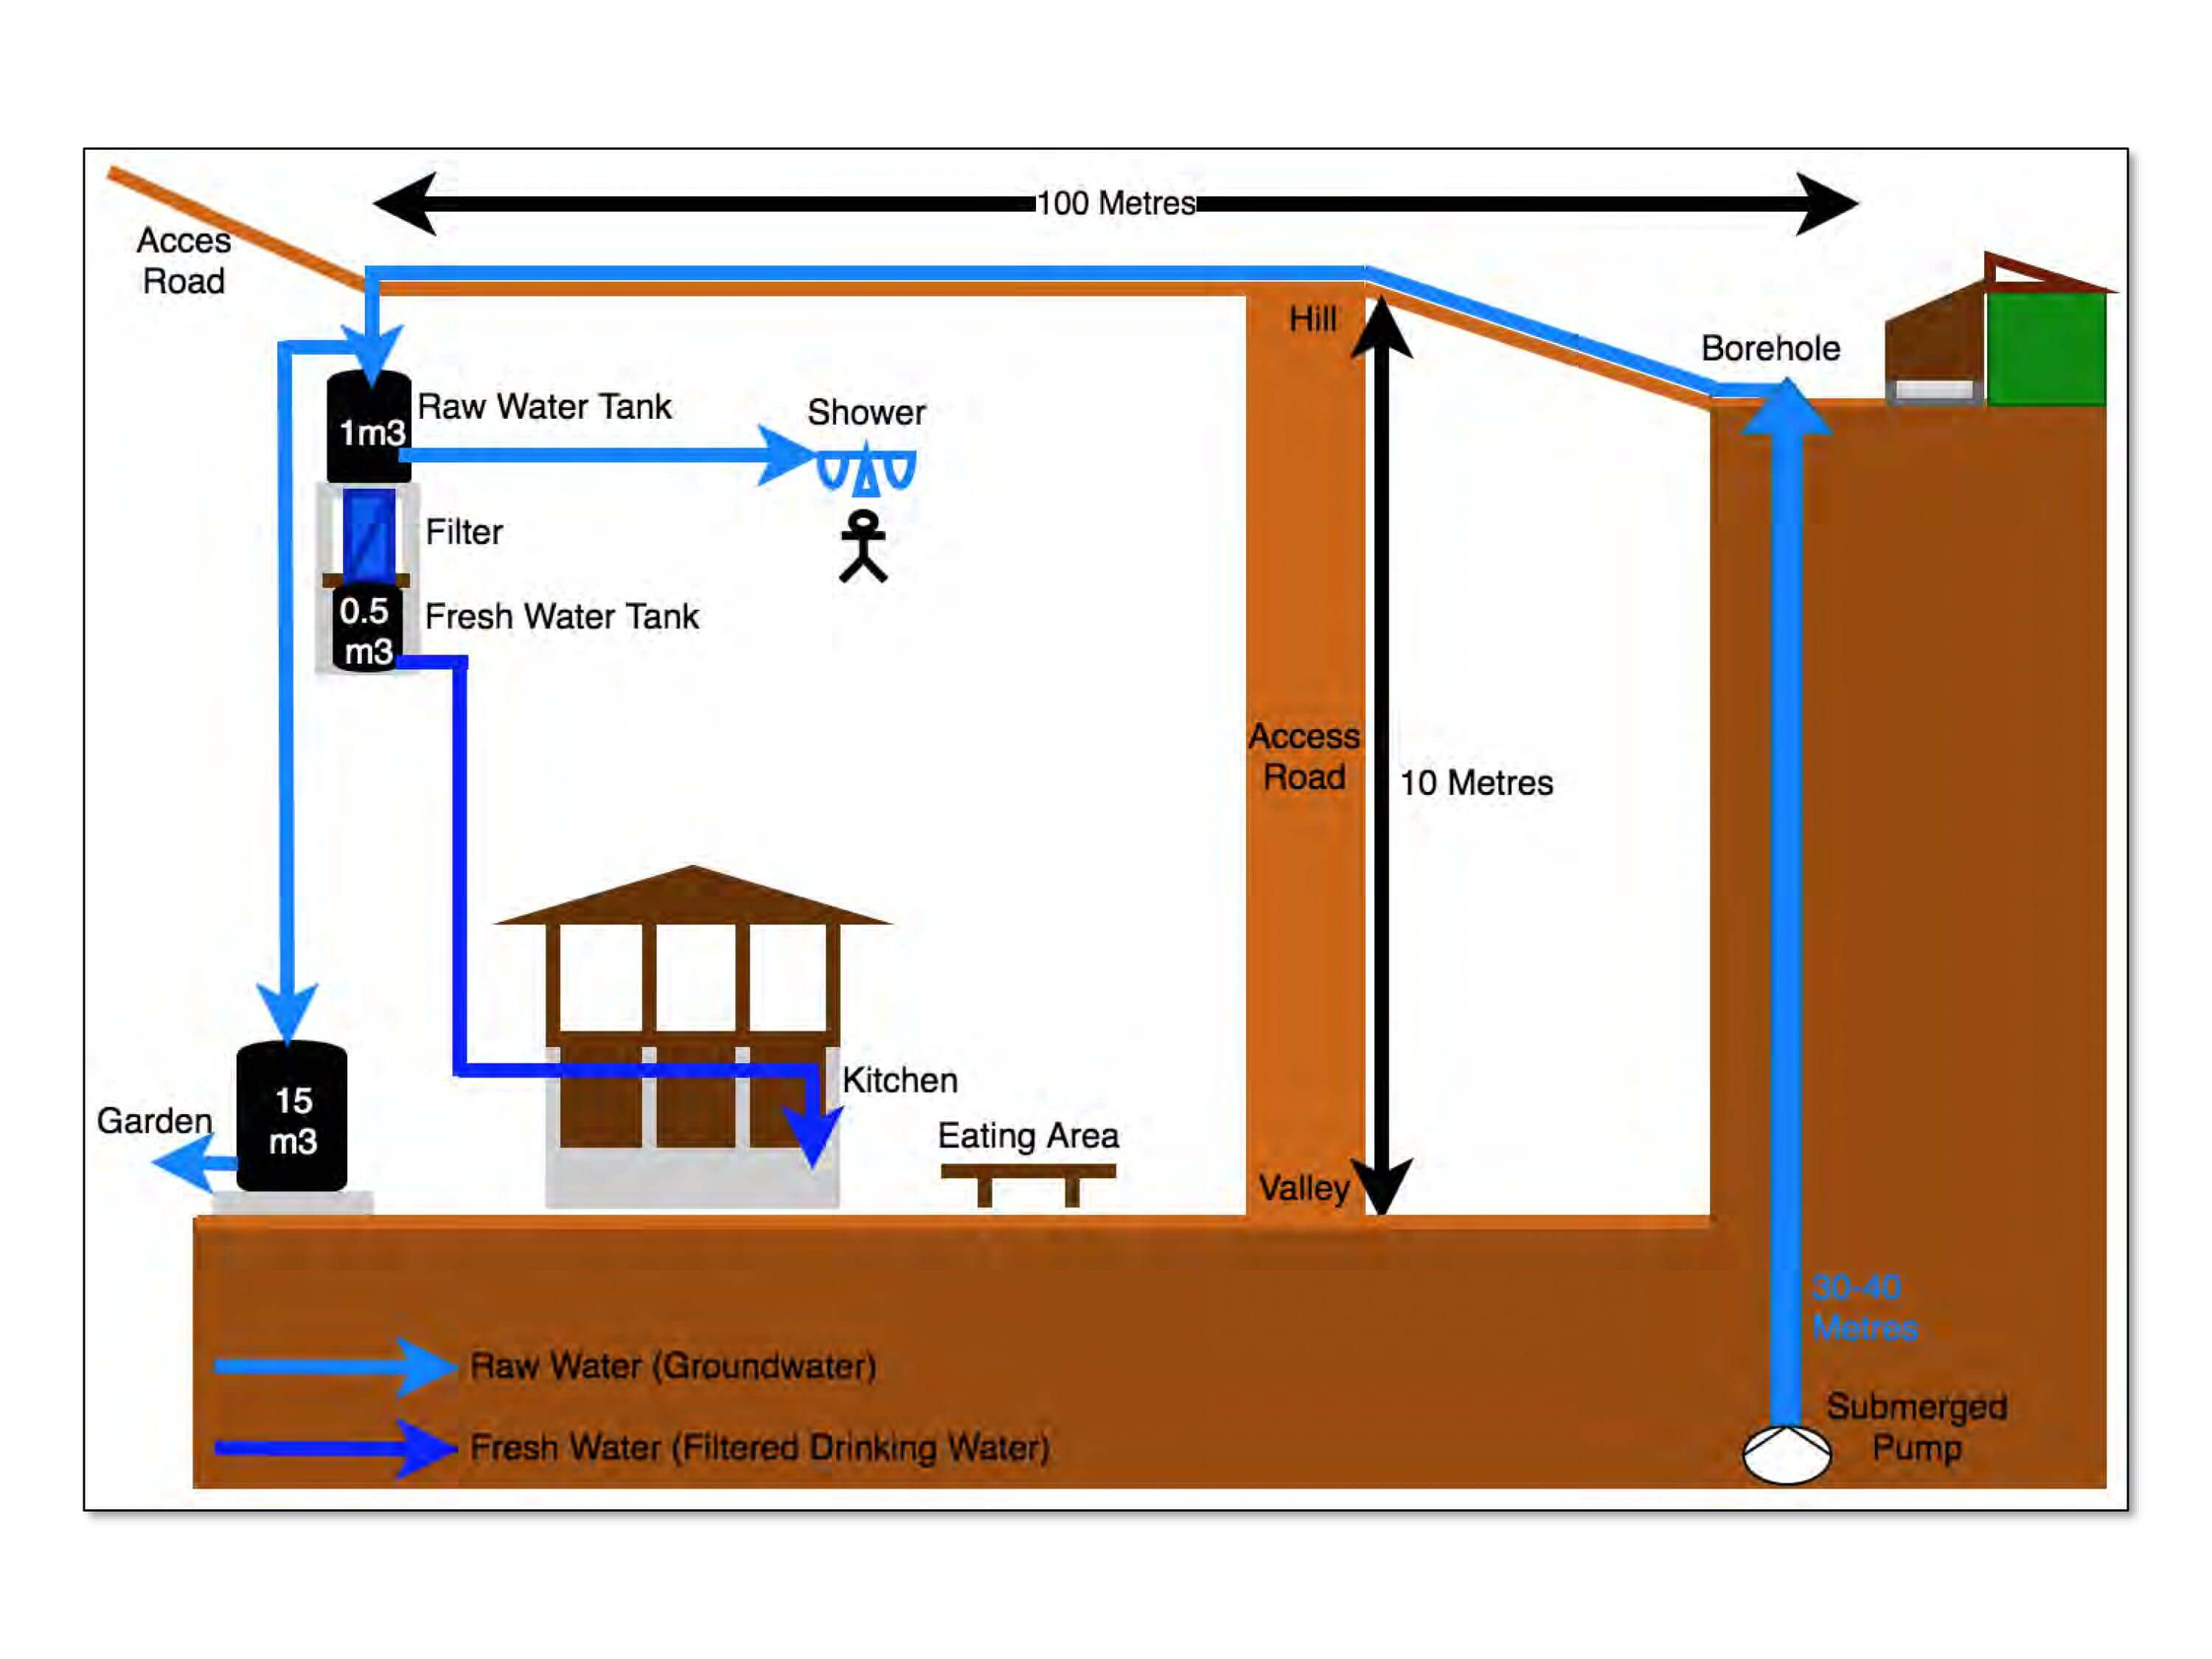 100 Metres
Acces
Road
Hill
Borehole
Raw Water Tank
1m3
Shower
Filter
0.5
m3
Fresh Water Tank
Access
Road
10 Metres
Kitchen
15
m3
Garden
Eating Area
Valley
30-40
Metres
Raw Water (Groundwater)
Submerged
Pump
Fresh Water (Filtered Drinking Water)